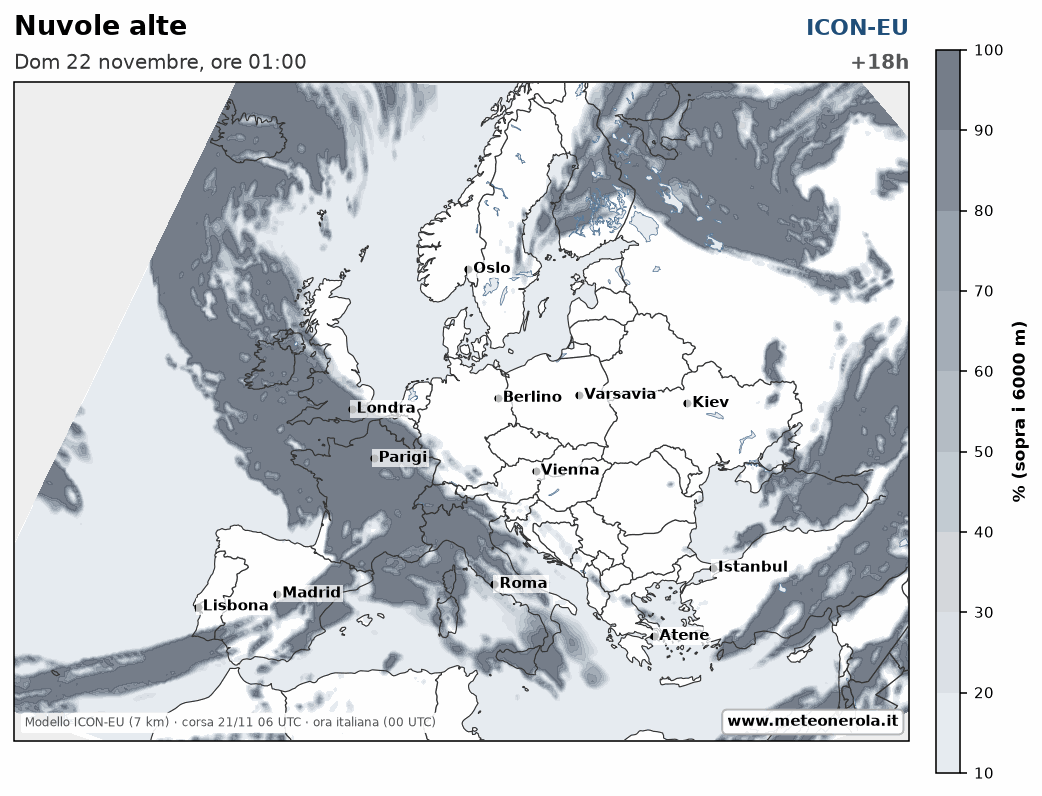 Nuvole alte
ICON-EU
Dom 22 novembre, ore 01:00
+18h
100
90
80
70
60
50
40
30
20
10
% (sopra i 6000 m)
Oslo
Berlino
Varsavia
Kiev
Londra
Parigi
Vienna
Istanbul
Roma
Madrid
Lisbona
Atene
Modello ICON-EU (7 km) · corsa 21/11 06 UTC · ora italiana (00 UTC)
www.meteonerola.it